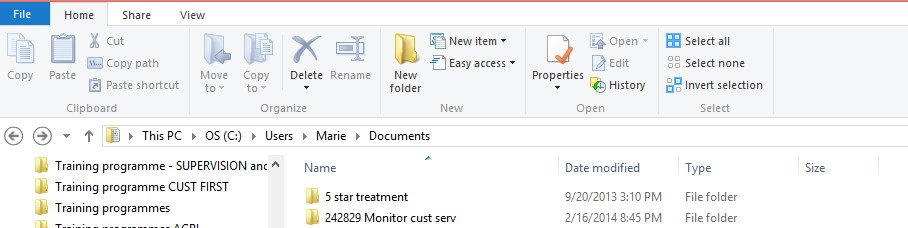 File Home Share View
Copy Paste Cut Copy path Paste shortcut Move to Copy to Delete Rename New folder New item Easy access Properties Open Edit History Select all Select none Invert selection
Clipboard Organize New Open Select
This PC OS (C:) Users Marie Documents
Training programme - SUPERVISION and
Training programme CUST FIRST
Training programmes
Name Date modified Type Size
5 star treatment 9/20/2013 3:10 PM File folder
242829 Monitor cust serv 2/16/2014 8:45 PM File folder